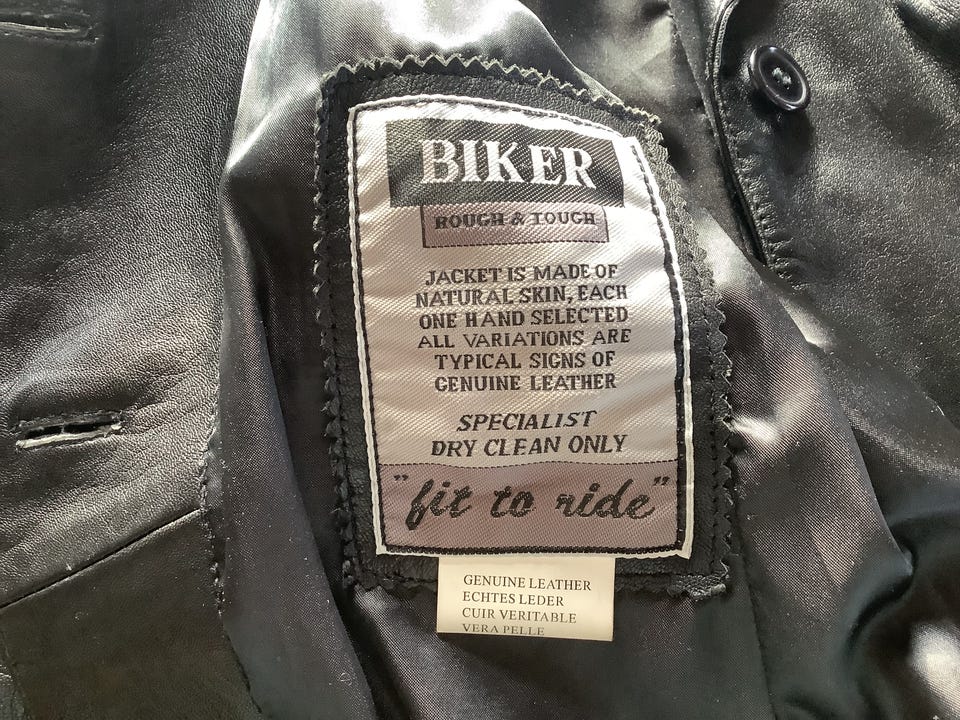 BIKER
ROUGH & TOUGH
JACKET IS MADE OF
NATURAL SKIN, EACH
ONE HAND SELECTED
ALL VARIATIONS ARE
TYPICAL SIGNS OF
GENUINE LEATHER
SPECIALIST
DRY CLEAN ONLY
"fit to ride"
GENUINE LEATHER
ECHTES LEDER
CUIR VERITABLE
VERA PELLE